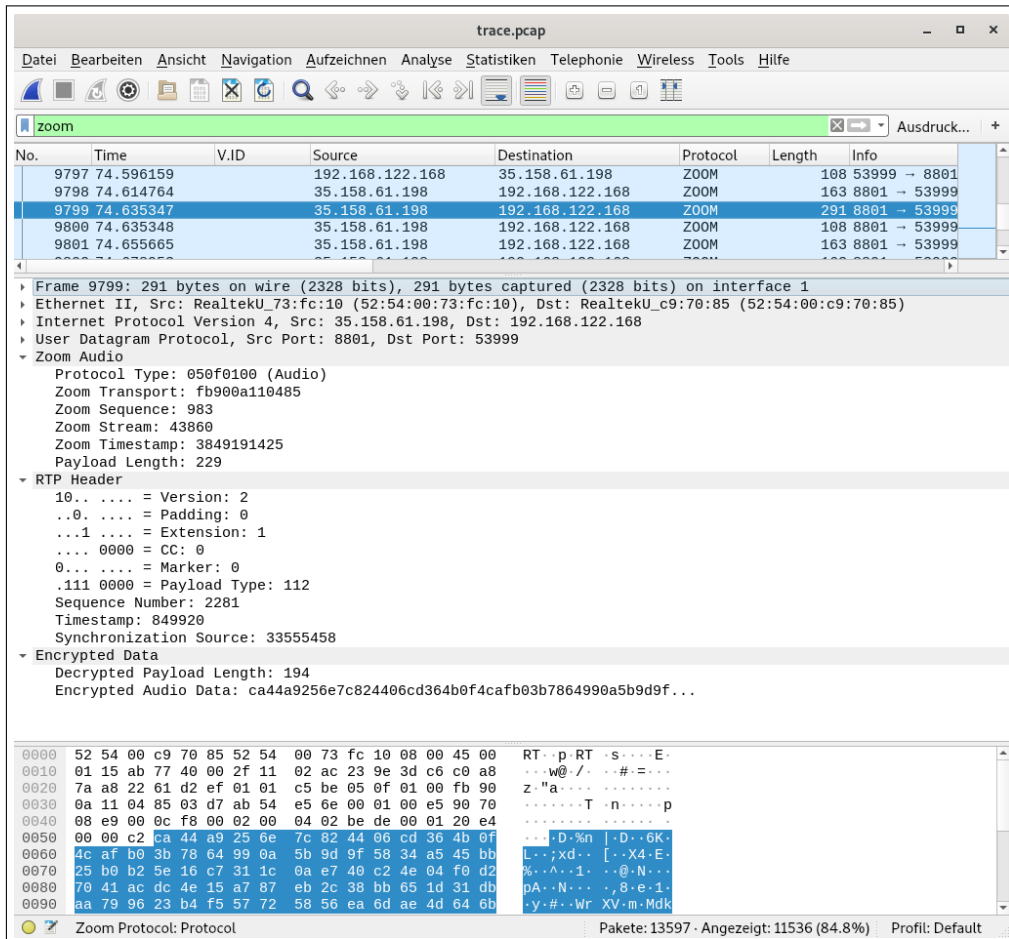 trace.pcap
Datei Bearbeiten Ansicht Navigation Aufzeichnen Analyse Statistiken Telephonie Wireless Tools Hilfe
zoom Ausdruck... +
No. Time V.ID Source Destination Protocol Length Info
9797 74.596159 192.168.122.168 35.158.61.198 ZOOM 108 53999 → 8801
9798 74.614764 35.158.61.198 192.168.122.168 ZOOM 163 8801 → 53999
9799 74.635347 35.158.61.198 192.168.122.168 ZOOM 291 8801 → 53999
9800 74.635348 35.158.61.198 192.168.122.168 ZOOM 108 8801 → 53999
9801 74.655665 35.158.61.198 192.168.122.168 ZOOM 163 8801 → 53999
Frame 9799: 291 bytes on wire (2328 bits), 291 bytes captured (2328 bits) on interface 1
Ethernet II, Src: RealtekU_73:fc:10 (52:54:00:73:fc:10), Dst: RealtekU_c9:70:85 (52:54:00:c9:70:85)
Internet Protocol Version 4, Src: 35.158.61.198, Dst: 192.168.122.168
User Datagram Protocol, Src Port: 8801, Dst Port: 53999
Zoom Audio
Protocol Type: 050f0100 (Audio)
Zoom Transport: fb900a110485
Zoom Sequence: 983
Zoom Stream: 43860
Zoom Timestamp: 3849191425
Payload Length: 229
RTP Header
10.. .... = Version: 2
..0. .... = Padding: 0
...1 .... = Extension: 1
.... 0000 = CC: 0
0... .... = Marker: 0
.111 0000 = Payload Type: 112
Sequence Number: 2281
Timestamp: 849920
Synchronization Source: 33555458
Encrypted Data
Decrypted Payload Length: 194
Encrypted Audio Data: ca44a9256e7c824406cd364b0f4cafb03b7864990a5b9d9f...
0000 52 54 00 c9 70 85 52 54 00 73 fc 10 08 00 45 00 RT··p·RT ·s····E·
0010 01 15 ab 77 40 00 2f 11 02 ac 23 9e 3d c6 c0 a8 ···w@·/· ··#·=···
0020 7a a8 22 61 d2 ef 01 01 c5 be 05 0f 01 00 fb 90 z·"a···· ········
0030 0a 11 04 85 03 d7 ab 54 e5 6e 00 01 00 e5 90 70 ·······T ·n·····p
0040 08 e9 00 0c f8 00 02 00 04 02 be de 00 01 20 e4 ········ ······ ·
0050 00 00 c2 ca 44 a9 25 6e 7c 82 44 06 cd 36 4b 0f ····D·%n |·D··6K·
0060 4c af b0 3b 78 64 99 0a 5b 9d 9f 58 34 a5 45 bb L··;xd·· [··X4·E·
0070 25 b0 b2 5e 16 c7 31 1c 0a e7 40 c2 4e 04 f0 d2 %··^··1· ··@·N···
0080 70 41 ac dc 4e 15 a7 87 eb 2c 38 bb 65 1d 31 db pA··N··· ·,8·e·1·
0090 aa 79 96 23 b4 f5 57 72 58 56 ea 6d ae 4d 64 6b ·y·#··Wr XV·m·Mdk
Zoom Protocol: Protocol Pakete: 13597 · Angezeigt: 11536 (84.8%) Profil: Default